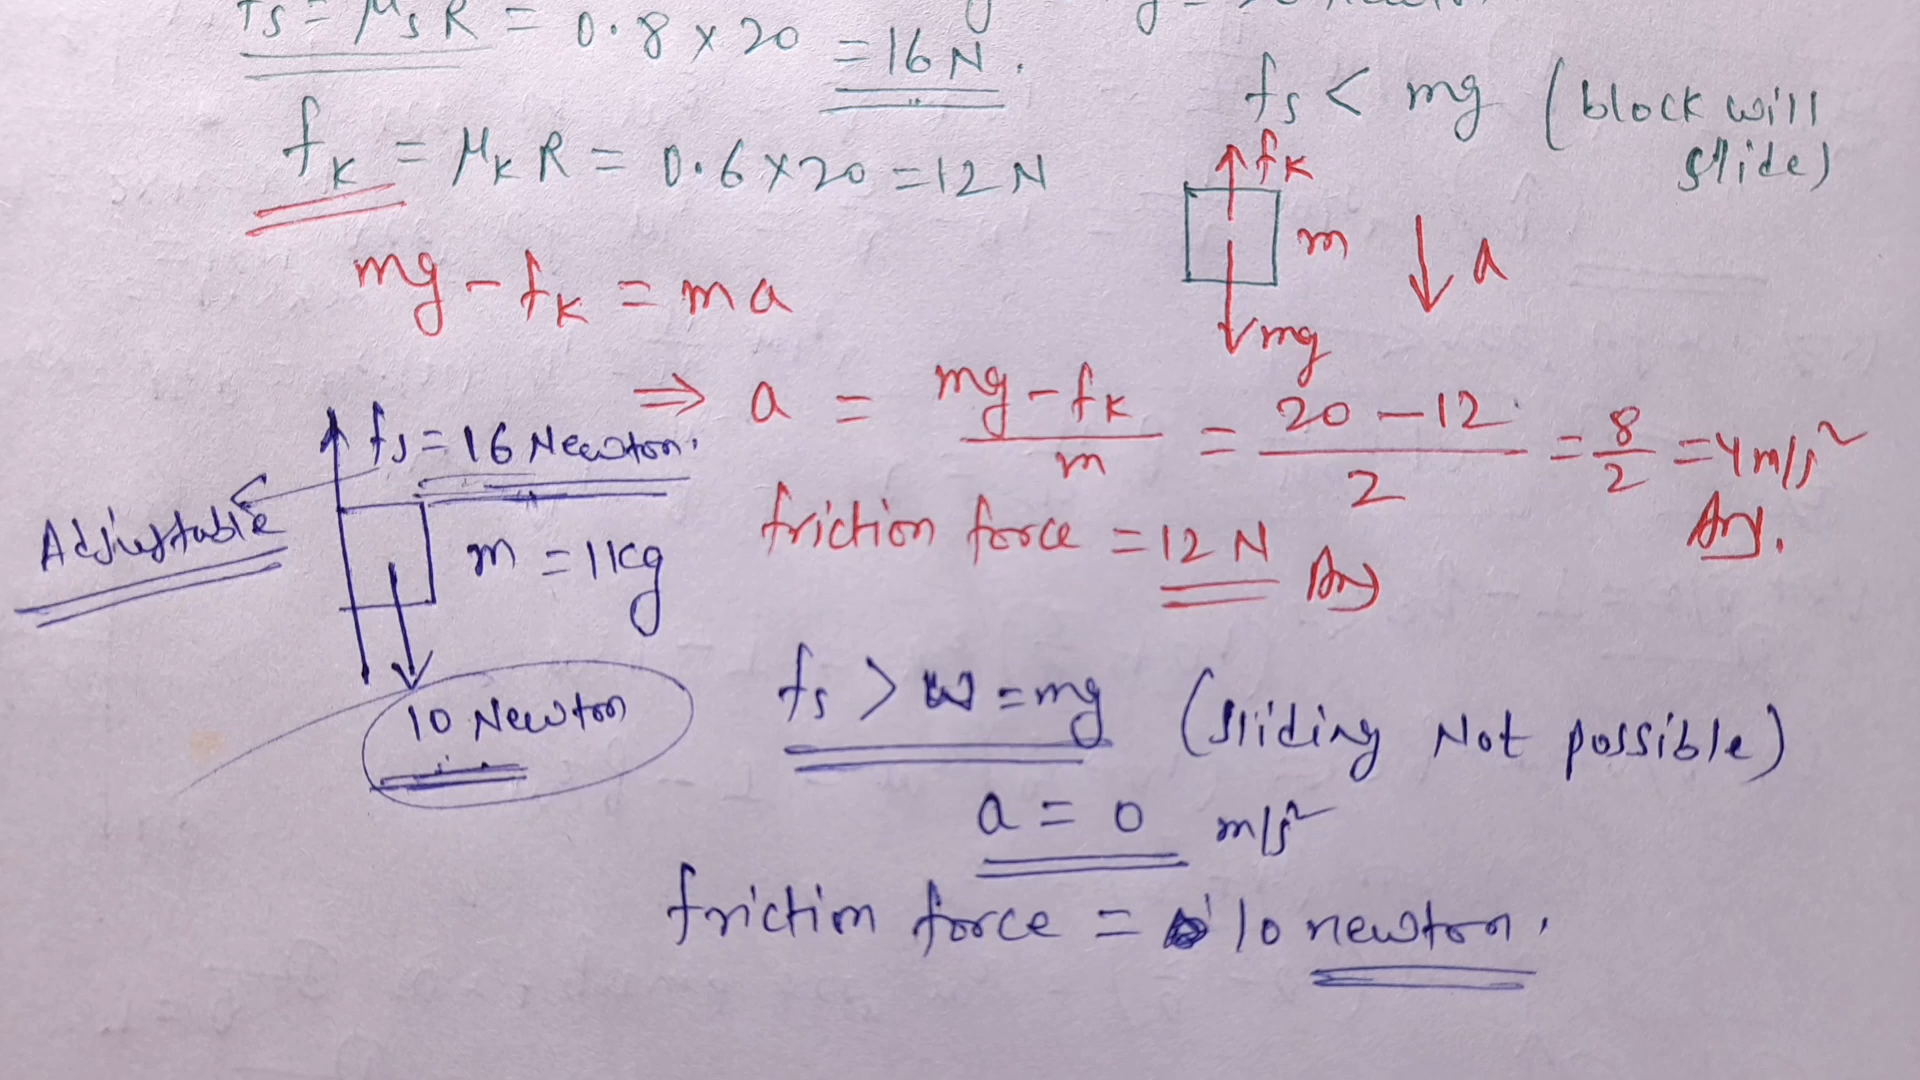 fs = μs R = 0.8 x 20 = 16 N.
fs < mg (block will slide)
fK = μK R = 0.6 x 20 = 12 N
fK
m
a
mg
mg - fK = ma
⇒ a = mg - fK / m = 20 - 12 / 2 = 8/2 = 4 m/s²
Ans.
fs = 16 Newton.
Adjustable
m = 1 kg
friction force = 12 N Ans
10 Newton
fs > W = mg (sliding Not possible)
a = 0 m/s²
friction force = 10 newton.